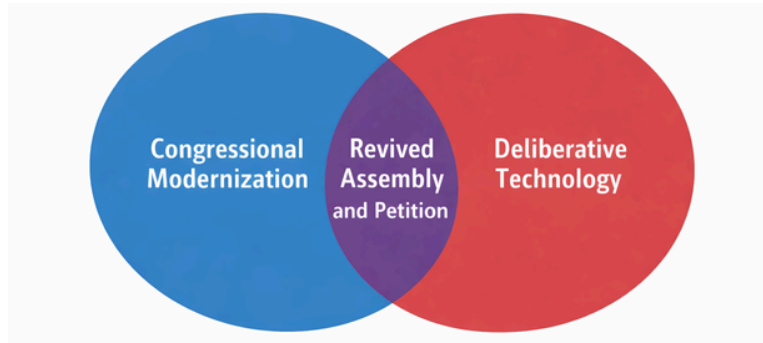 Congressional
Modernization
Revived
Assembly
and Petition
Deliberative
Technology